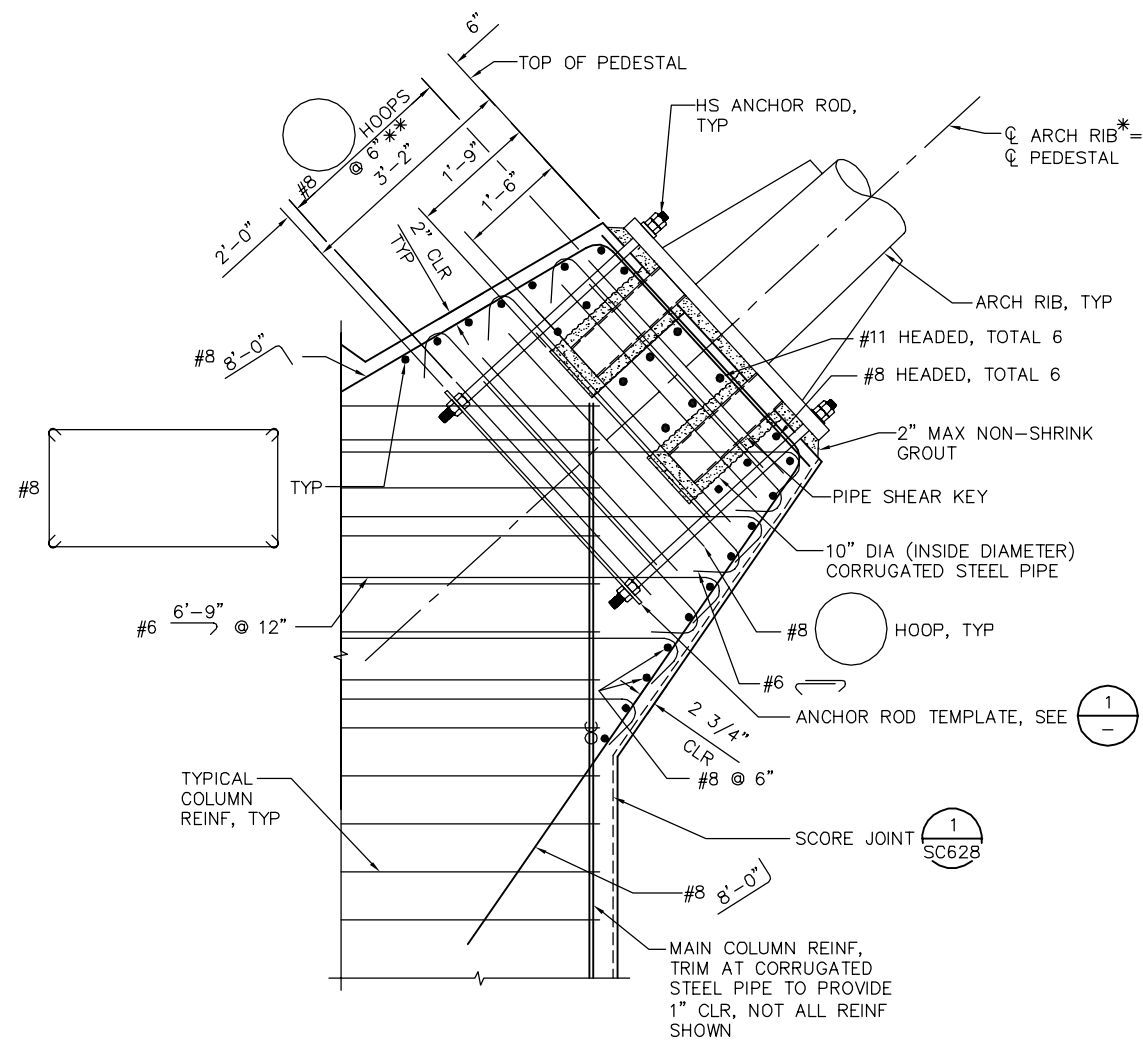 6"
TOP OF PEDESTAL
HS ANCHOR ROD,
TYP
℄ ARCH RIB*=
℄ PEDESTAL
#8 HOOPS
@ 6" **
3'-2"
1'-9"
1'-6"
2'-0"
2" CLR
TYP
ARCH RIB, TYP
#11 HEADED, TOTAL 6
#8 HEADED, TOTAL 6
#8 8'-0"
2" MAX NON-SHRINK
GROUT
#8
TYP
PIPE SHEAR KEY
10" DIA (INSIDE DIAMETER)
CORRUGATED STEEL PIPE
#6 6'-9" @ 12"
#8 HOOP, TYP
#6
ANCHOR ROD TEMPLATE, SEE 1
-
2 3/4"
CLR
#8 @ 6"
TYPICAL
COLUMN
REINF, TYP
SCORE JOINT 1
SC628
#8 8'-0"
MAIN COLUMN REINF,
TRIM AT CORRUGATED
STEEL PIPE TO PROVIDE
1" CLR, NOT ALL REINF
SHOWN